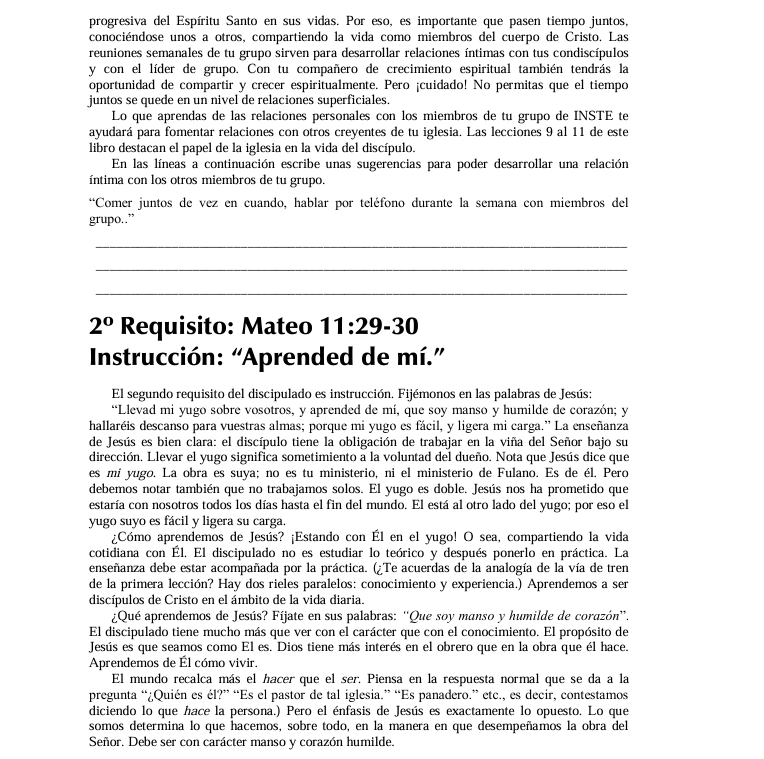 progresiva del Espíritu Santo en sus vidas. Por eso, es importante que pasen tiempo juntos,
conociéndose unos a otros, compartiendo la vida como miembros del cuerpo de Cristo. Las
reuniones semanales de tu grupo sirven para desarrollar relaciones íntimas con tus condiscípulos
y con el líder de grupo. Con tu compañero de crecimiento espiritual también tendrás la
oportunidad de compartir y crecer espiritualmente. Pero ¡cuidado! No permitas que el tiempo
juntos se quede en un nivel de relaciones superficiales.
Lo que aprendas de las relaciones personales con los miembros de tu grupo de INSTE te
ayudará para fomentar relaciones con otros creyentes de tu iglesia. Las lecciones 9 al 11 de este
libro destacan el papel de la iglesia en la vida del discípulo.
En las líneas a continuación escribe unas sugerencias para poder desarrollar una relación
íntima con los otros miembros de tu grupo.
“Comer juntos de vez en cuando, hablar por teléfono durante la semana con miembros del
grupo..”
2º Requisito: Mateo 11:29-30
Instrucción: “Aprended de mí.”
El segundo requisito del discipulado es instrucción. Fijémonos en las palabras de Jesús:
“Llevad mi yugo sobre vosotros, y aprended de mí, que soy manso y humilde de corazón; y
hallaréis descanso para vuestras almas; porque mi yugo es fácil, y ligera mi carga.” La enseñanza
de Jesús es bien clara: el discípulo tiene la obligación de trabajar en la viña del Señor bajo su
dirección. Llevar el yugo significa sometimiento a la voluntad del dueño. Nota que Jesús dice que
es mi yugo. La obra es suya; no es tu ministerio, ni el ministerio de Fulano. Es de él. Pero
debemos notar también que no trabajamos solos. El yugo es doble. Jesús nos ha prometido que
estaría con nosotros todos los días hasta el fin del mundo. El está al otro lado del yugo; por eso el
yugo suyo es fácil y ligera su carga.
¿Cómo aprendemos de Jesús? ¡Estando con Él en el yugo! O sea, compartiendo la vida
cotidiana con Él. El discipulado no es estudiar lo teórico y después ponerlo en práctica. La
enseñanza debe estar acompañada por la práctica. (¿Te acuerdas de la analogía de la vía de tren
de la primera lección? Hay dos rieles paralelos: conocimiento y experiencia.) Aprendemos a ser
discípulos de Cristo en el ámbito de la vida diaria.
¿Qué aprendemos de Jesús? Fíjate en sus palabras: “Que soy manso y humilde de corazón”.
El discipulado tiene mucho más que ver con el carácter que con el conocimiento. El propósito de
Jesús es que seamos como El es. Dios tiene más interés en el obrero que en la obra que él hace.
Aprendemos de Él cómo vivir.
El mundo recalca más el hacer que el ser. Piensa en la respuesta normal que se da a la
pregunta “¿Quién es él?” “Es el pastor de tal iglesia.” “Es panadero.” etc., es decir, contestamos
diciendo lo que hace la persona.) Pero el énfasis de Jesús es exactamente lo opuesto. Lo que
somos determina lo que hacemos, sobre todo, en la manera en que desempeñamos la obra del
Señor. Debe ser con carácter manso y corazón humilde.